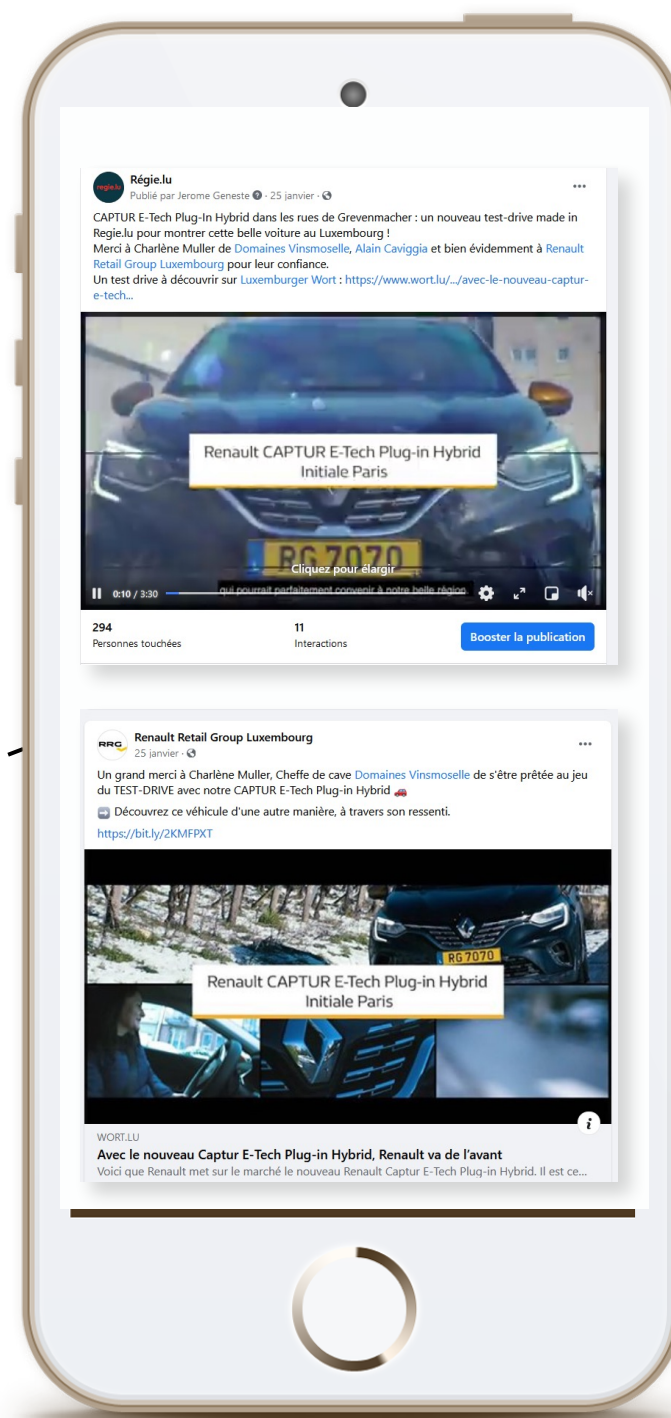 regie.lu
Régie.lu
Publié par Jerome Geneste · 25 janvier ·
CAPTUR E-Tech Plug-In Hybrid dans les rues de Grevenmacher : un nouveau test-drive made in
Regie.lu pour montrer cette belle voiture au Luxembourg !
Merci à Charlène Muller de Domaines Vinsmoselle, Alain Caviggia et bien évidemment à Renault
Retail Group Luxembourg pour leur confiance.
Un test drive à découvrir sur Luxemburger Wort : https://www.wort.lu/.../avec-le-nouveau-captur-
e-tech...
Renault CAPTUR E-Tech Plug-in Hybrid
Initiale Paris
RG 7070
Cliquez pour élargir
0:10 / 3:30
qui pourrait parfaitement convenir à notre belle région
294
11
Personnes touchées
Interactions
Booster la publication
RRG
Renault Retail Group Luxembourg
25 janvier ·
Un grand merci à Charlène Muller, Cheffe de cave Domaines Vinsmoselle de s'être prêtée au jeu
du TEST-DRIVE avec notre CAPTUR E-Tech Plug-in Hybrid 🚗
➡️ Découvrez ce véhicule d'une autre manière, à travers son ressenti.
https://bit.ly/2KMFPXT
RG 7070
Renault CAPTUR E-Tech Plug-in Hybrid
Initiale Paris
WORT.LU
Avec le nouveau Captur E-Tech Plug-in Hybrid, Renault va de l'avant
Voici que Renault met sur le marché le nouveau Renault Captur E-Tech Plug-in Hybrid. Il est ce...